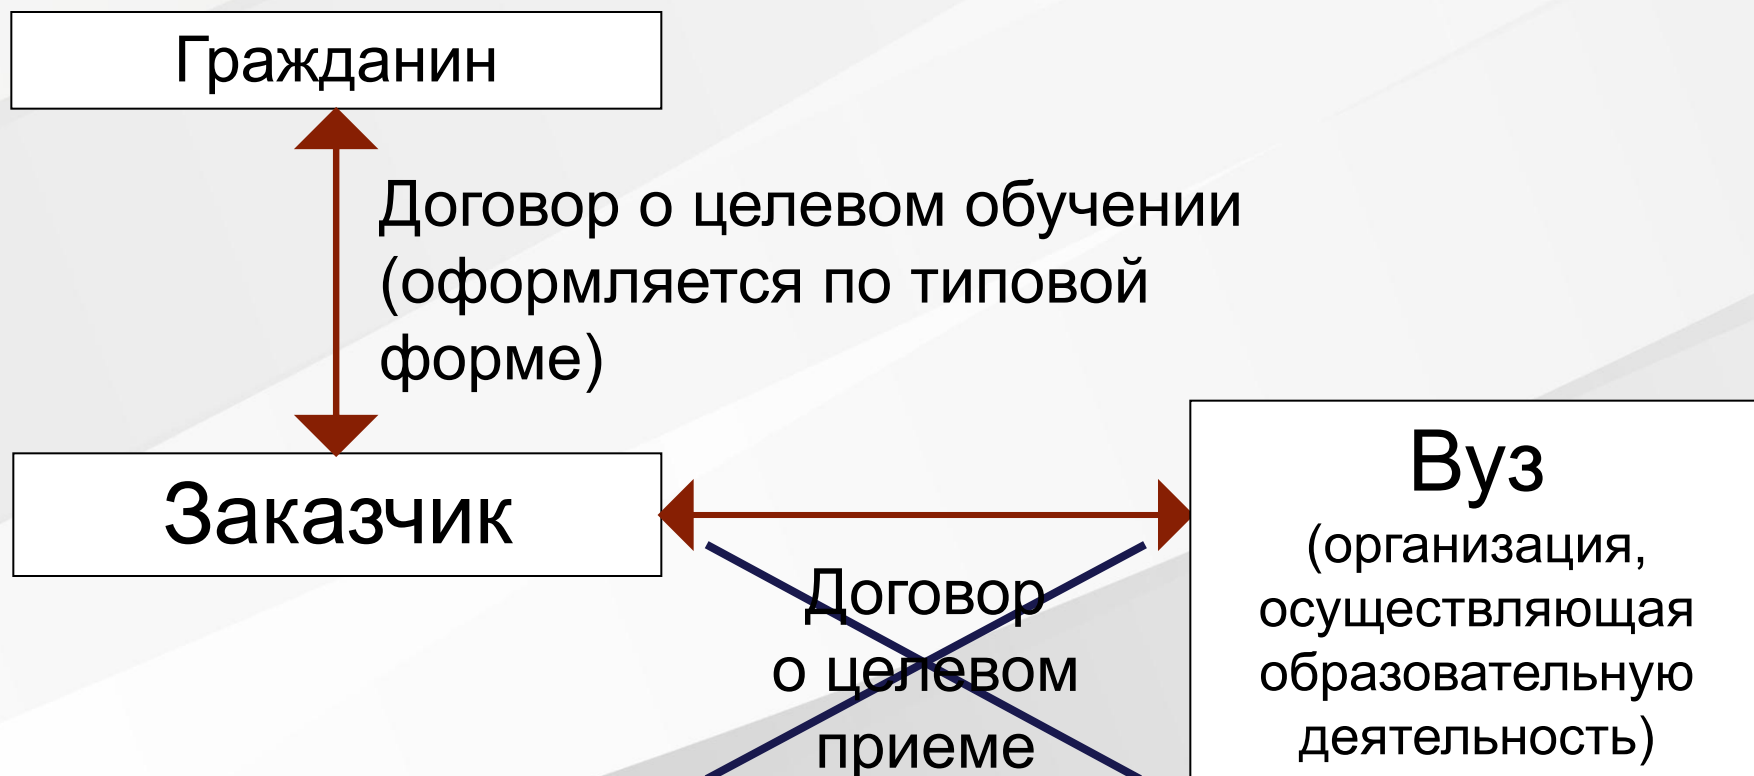 Гражданин
Договор о целевом обучении
(оформляется по типовой
форме)
Заказчик
Договор
о целевом
приеме
Вуз
(организация,
осуществляющая
образовательную
деятельность)